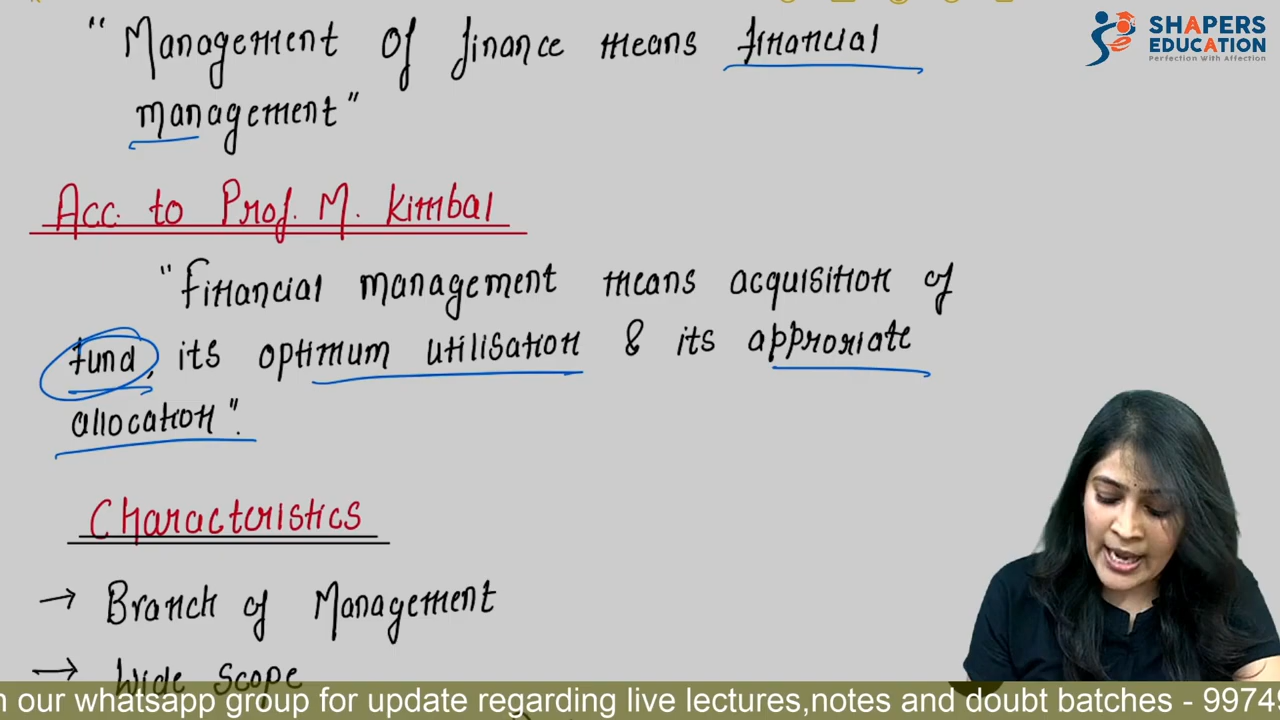 "Management of finance means financial
management"
SHAPERS
EDUCATION
Perfection With Affection
Acc. to Prof. M. Kimbal
"Financial management means acquisition of
fund, its optimum utilisation & its approriate
allocation".
Characteristics
→ Branch of Management
→ Wide Scope
n our whatsapp group for update regarding live lectures,notes and doubt batches - 99749